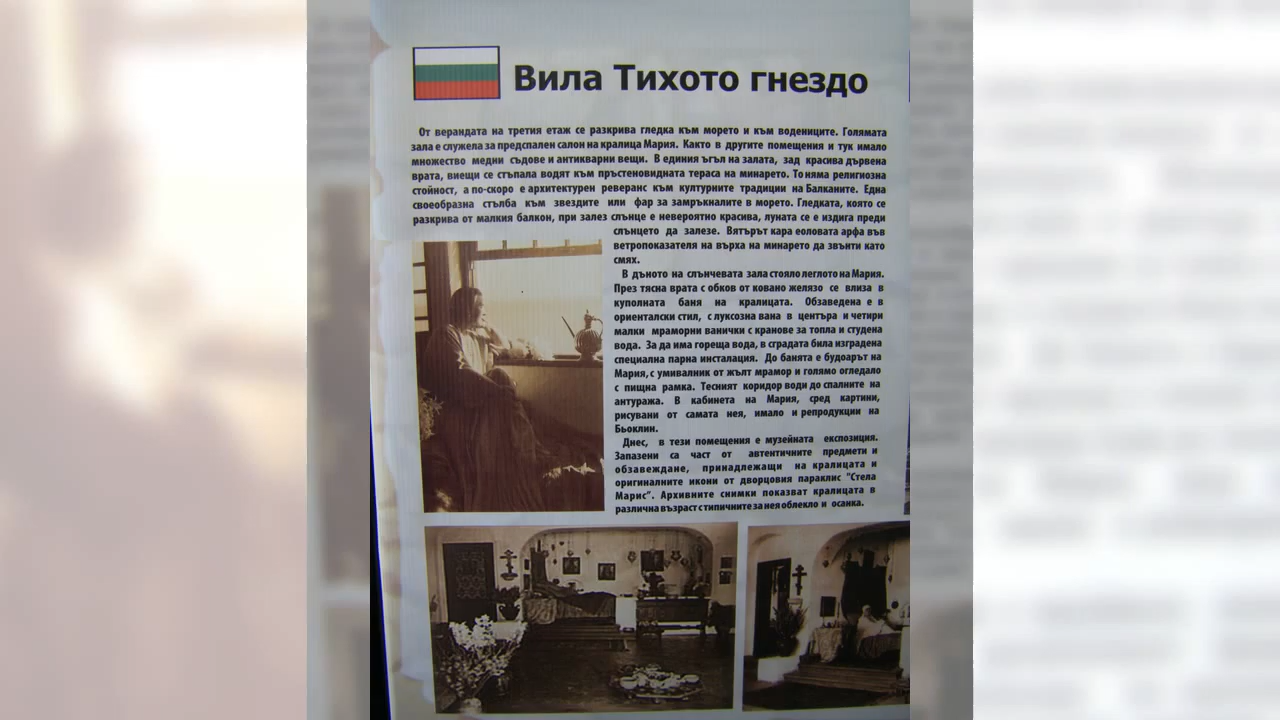 Вила Тихото гнездо
От верандата на третия етаж се разкрива гледка към морето и към водениците. Голямата
зала е служела за предспален салон на кралица Мария. Както в другите помещения и тук имало
множество медни съдове и антикварни вещи. В единия ъгъл на залата, зад красива дървена
врата, виещи се стъпала водят към пръстеновидната тераса на минарето. То няма религиозна
стойност, а по-скоро е архитектурен реверанс към културните традиции на Балканите. Една
своеобразна стълба към звездите или фар за замръкналите в морето. Гледката, която се
разкрива от малкия балкон, при залез слънце е невероятно красива, луната се е издига преди
слънцето да залезе. Вятърът кара еоловата арфа във
ветропоказателя на върха на минарето да звънти като
смях.
В дъното на слънчевата зала стояло леглото на Мария.
През тясна врата с обков от ковано желязо се влиза в
куполната баня на кралицата. Обзаведена е в
ориенталски стил, с луксозна вана в центъра и четири
малки мраморни ванички с кранове за топла и студена
вода. За да има гореща вода, в сградата била изградена
специална парна инсталация. До банята е будоарът на
Мария, с умивалник от жълт мрамор и голямо огледало
с пищна рамка. Тесният коридор води до спалните на
антуража. В кабинета на Мария, сред картини,
рисувани от самата нея, имало и репродукции на
Бьоклин.
Днес, в тези помещения е музейната експозиция.
Запазени са част от автентичните предмети и
обзавеждане, принадлежащи на кралицата и
оригиналните икони от дворцовия параклис "Стела
Марис". Архивните снимки показват кралицата в
различна възраст с типичните за нея облекло и осанка.